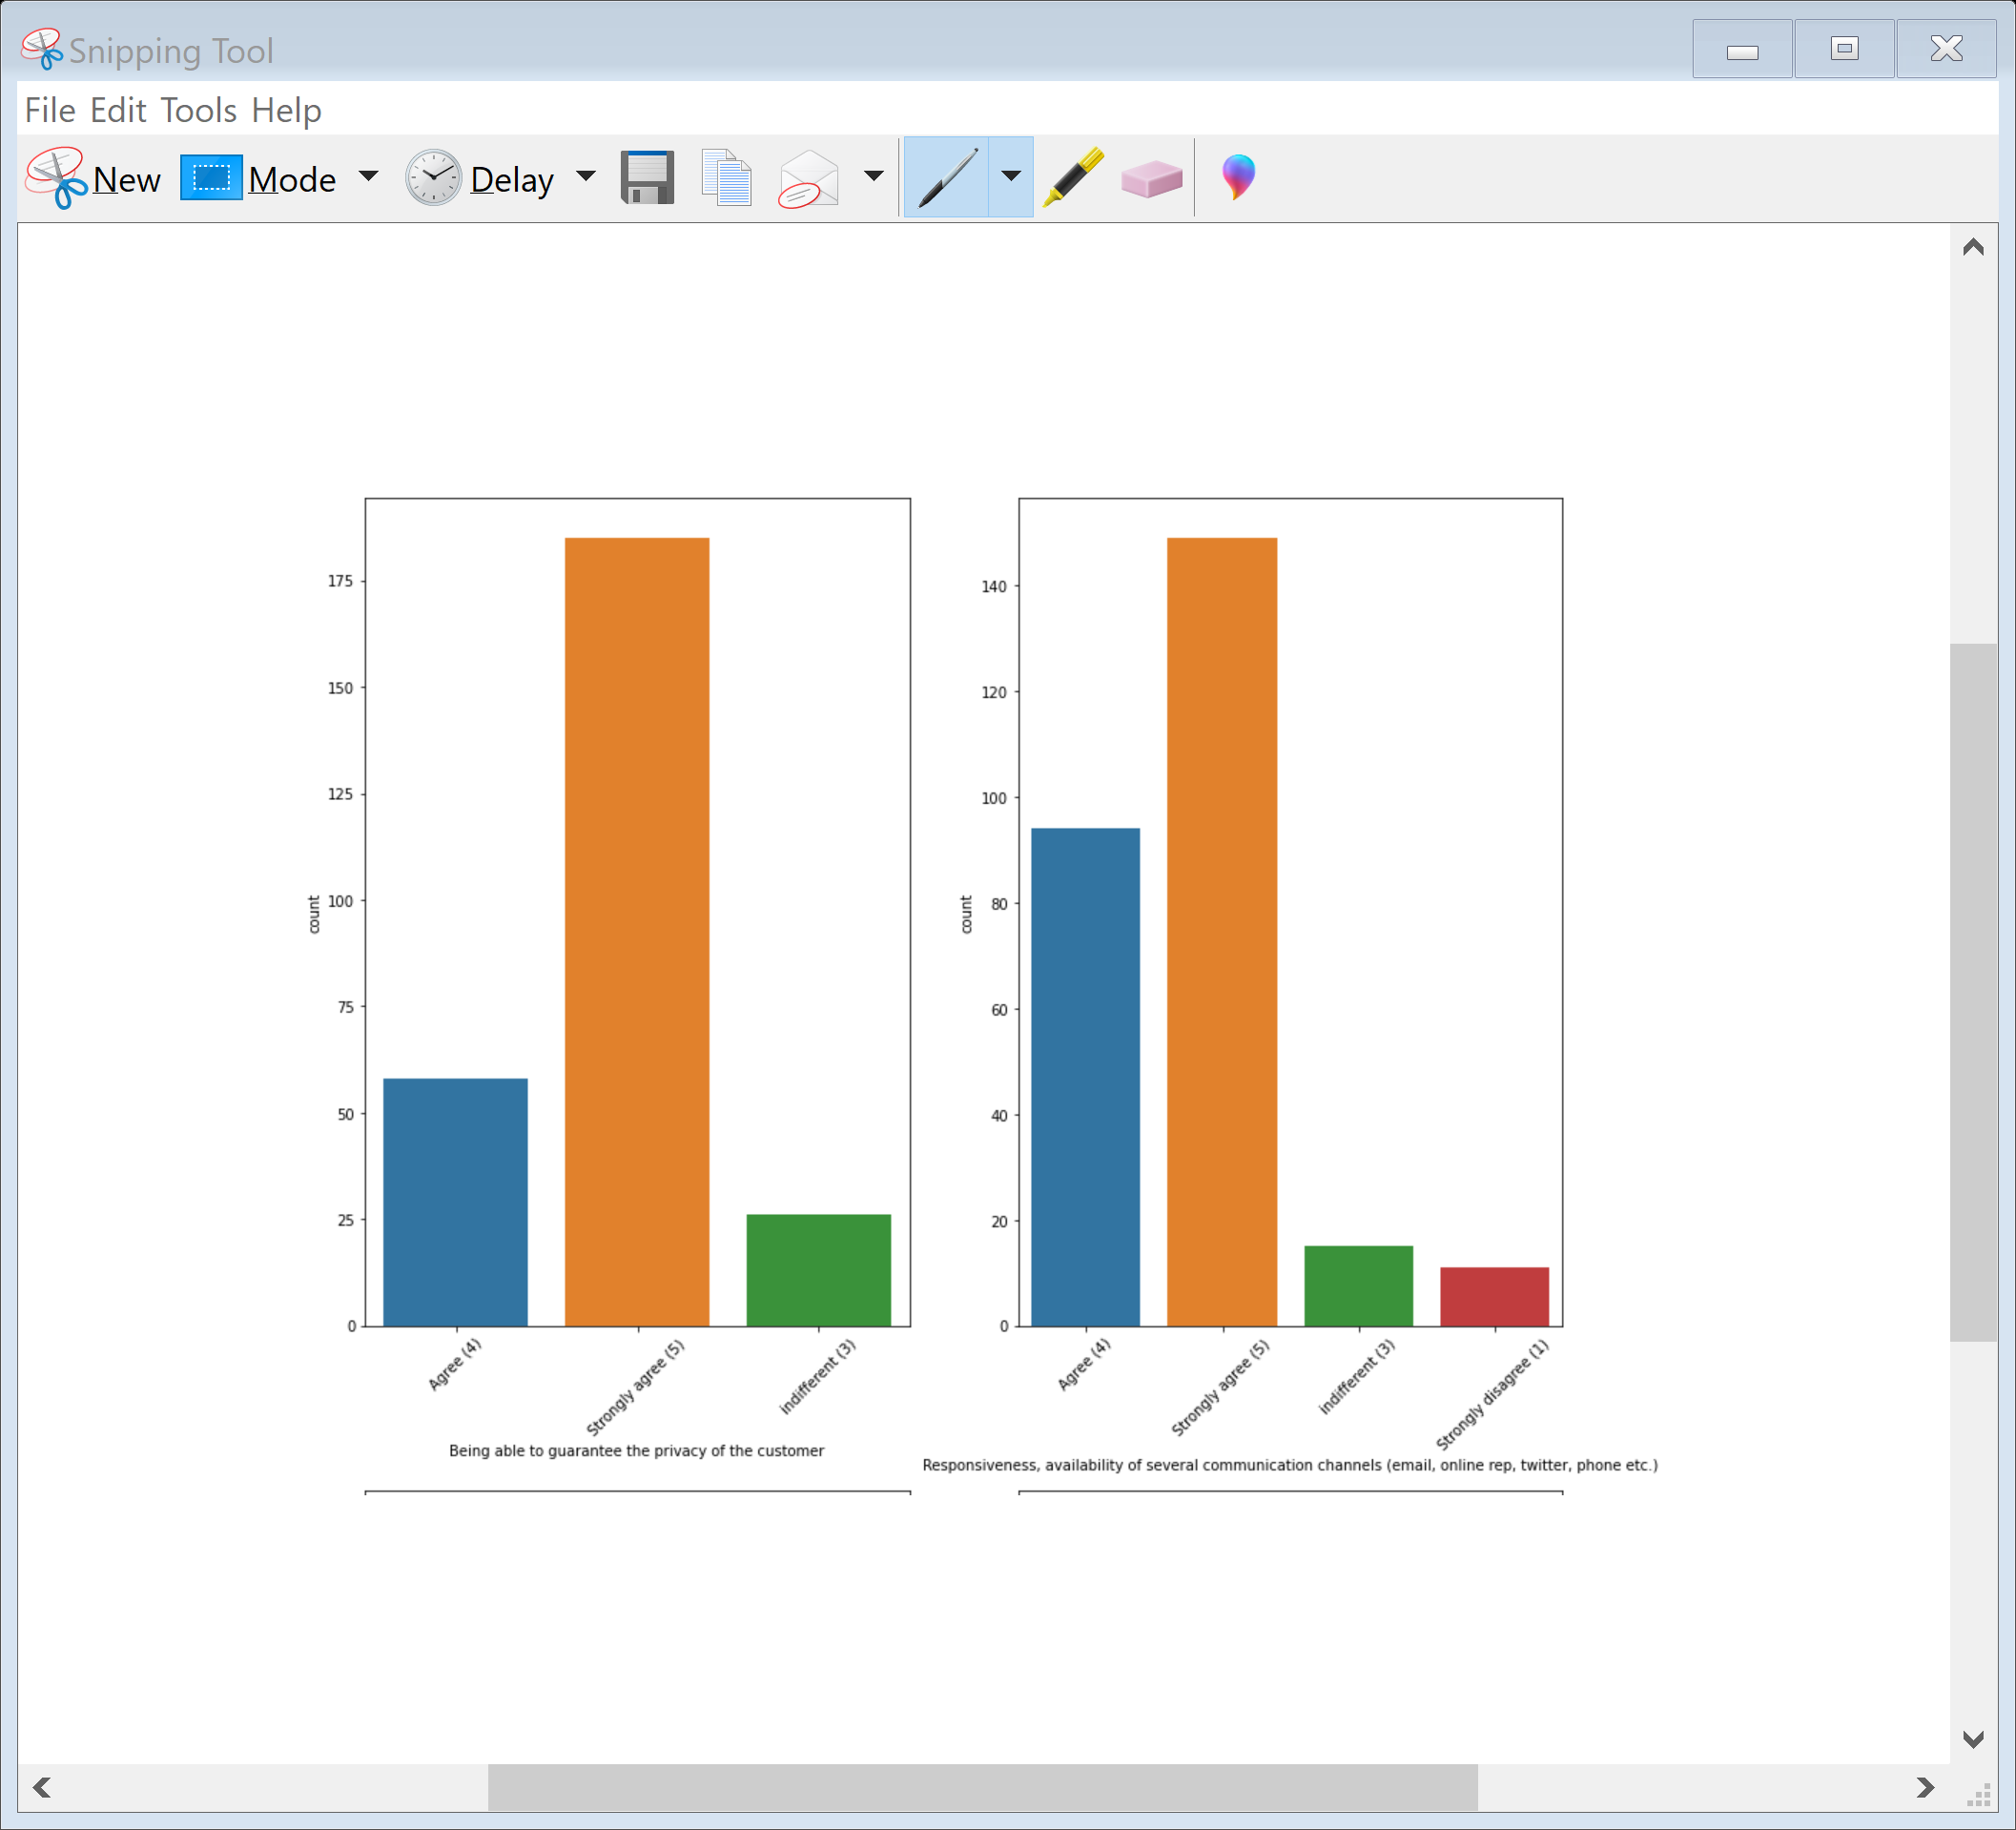 Snipping Tool
File Edit Tools Help
New Mode Delay
175
150
125
100
75
50
25
0
count
Agree (4)
Strongly agree (5)
indifferent (3)
Being able to guarantee the privacy of the customer
140
120
100
80
60
40
20
0
count
Agree (4)
Strongly agree (5)
indifferent (3)
Strongly disagree (1)
Responsiveness, availability of several communication channels (email, online rep, twitter, phone etc.)